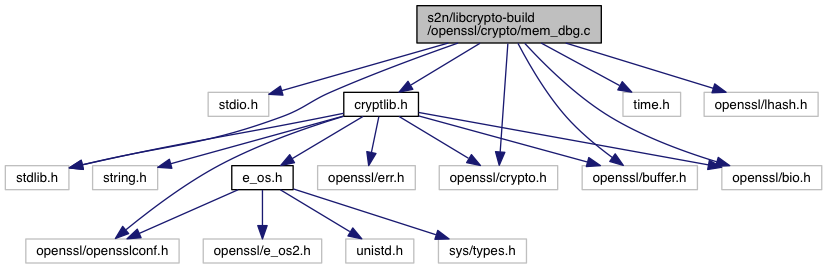 s2n/libcrypto-build
/openssl/crypto/mem_dbg.c
stdio.h
cryptlib.h
time.h
openssl/lhash.h
stdlib.h
string.h
e_os.h
openssl/err.h
openssl/crypto.h
openssl/buffer.h
openssl/bio.h
openssl/opensslconf.h
openssl/e_os2.h
unistd.h
sys/types.h